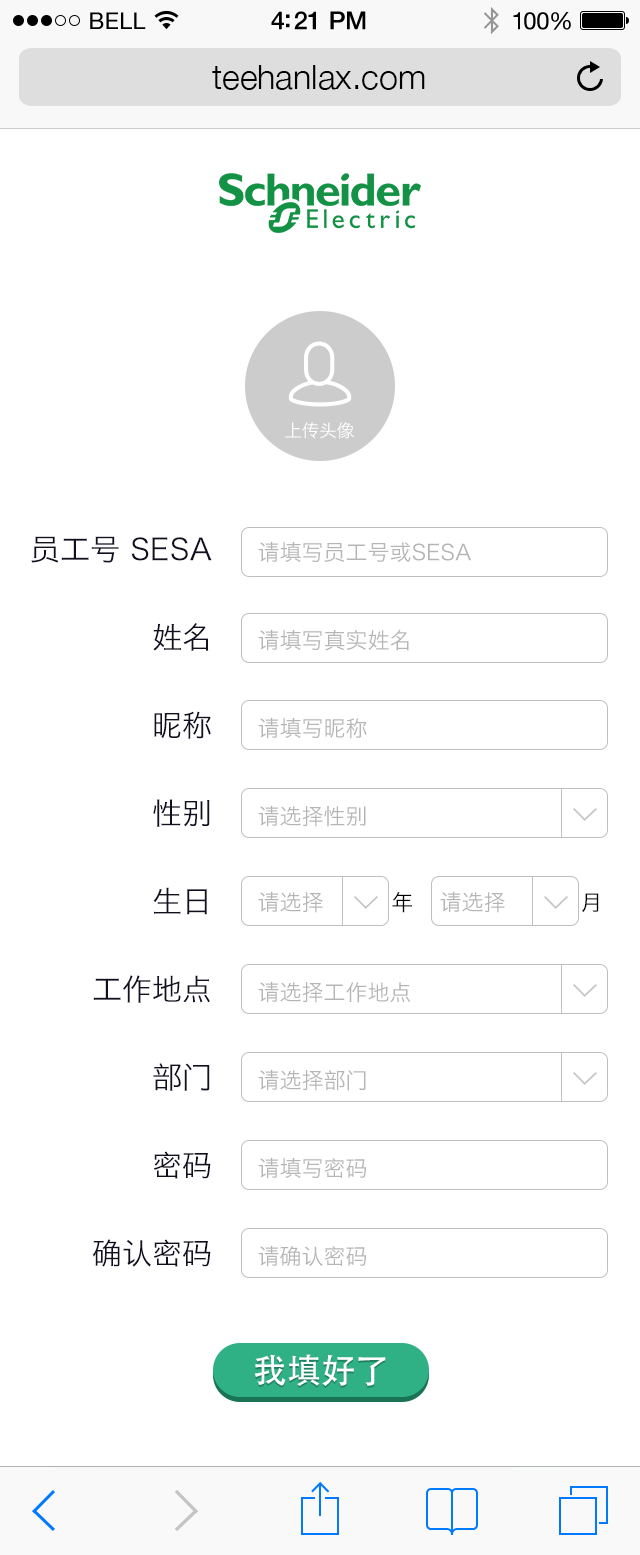 BELL 4:21 PM 100%
teehanlax.com
Schneider
Electric
上传头像
员工号 SESA 请填写员工号或SESA
姓名 请填写真实姓名
昵称 请填写昵称
性别 请选择性别
生日 请选择 年 请选择 月
工作地点 请选择工作地点
部门 请选择部门
密码 请填写密码
确认密码 请确认密码
我填好了